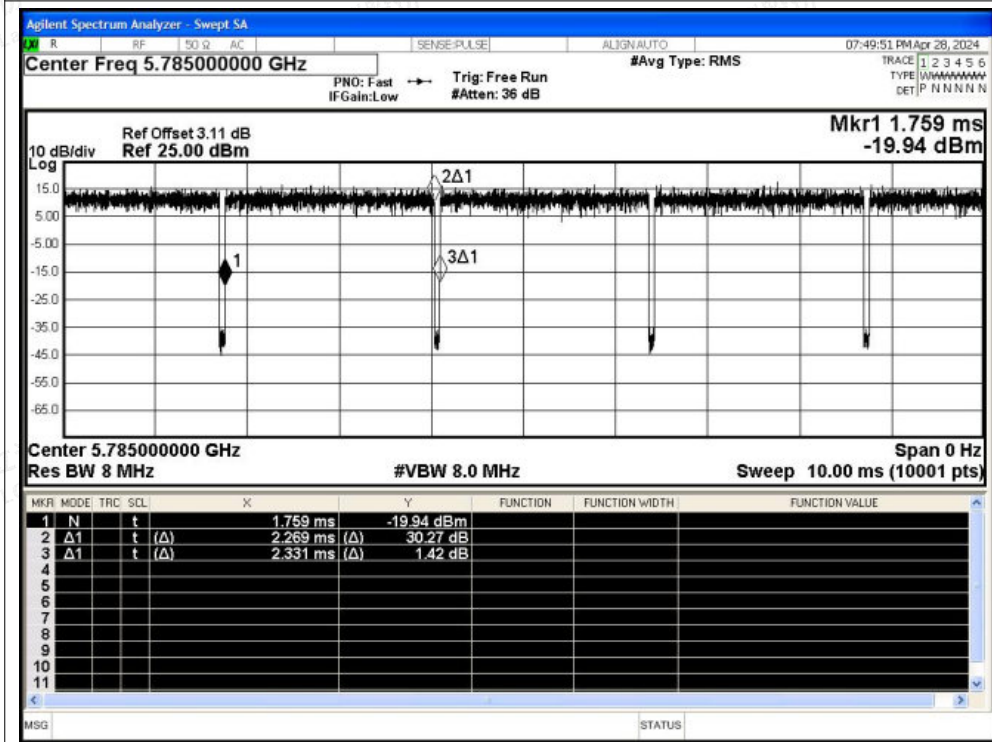 Agilent Spectrum Analyzer - Swept SA
LXI R RF 50 Ω AC SENSE:PULSE ALIGN AUTO 07:49:51 PM Apr 28, 2024
Center Freq 5.785000000 GHz #Avg Type: RMS TRACE 1 2 3 4 5 6
PNO: Fast Trig: Free Run TYPE WWWWWW
IFGain:Low #Atten: 36 dB DET P N N N N N
Mkr1 1.759 ms
Ref Offset 3.11 dB
10 dB/div Ref 25.00 dBm -19.94 dBm
Log
2Δ1
15.0
5.00
-5.00
3Δ1
1
-15.0
-25.0
-35.0
-45.0
-55.0
-65.0
Center 5.785000000 GHz Span 0 Hz
Res BW 8 MHz #VBW 8.0 MHz Sweep 10.00 ms (10001 pts)
MKR MODE TRC SCL X Y FUNCTION FUNCTION WIDTH FUNCTION VALUE
1 N t 1.759 ms -19.94 dBm
2 Δ1 t (Δ) 2.269 ms (Δ) 30.27 dB
3 Δ1 t (Δ) 2.331 ms (Δ) 1.42 dB
4
5
6
7
8
9
10
11
MSG STATUS